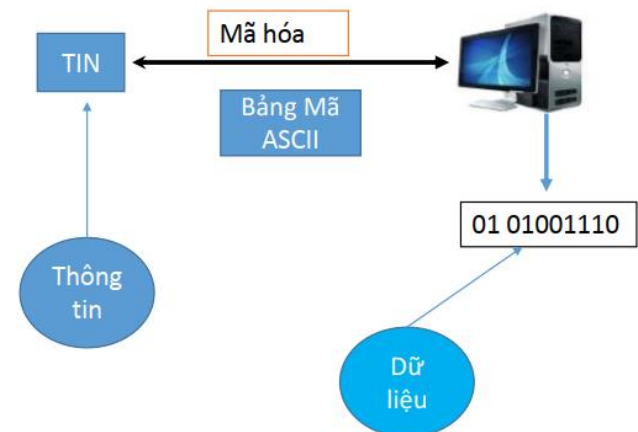 Mã hóa
TIN
Bảng Mã
ASCII
01 01001110
Thông
tin
Dữ
liệu